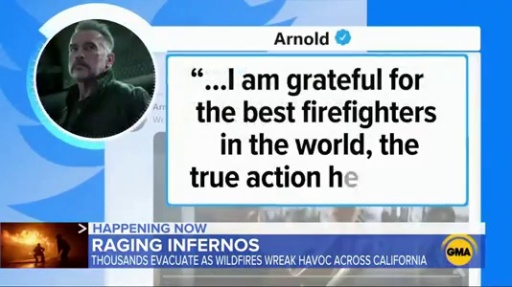 Arnold
“...I am grateful for
the best firefighters
in the world, the
true action he
HAPPENING NOW
RAGING INFERNOS
THOUSANDS EVACUATE AS WILDFIRES WREAK HAVOC ACROSS CALIFORNIA
GMA